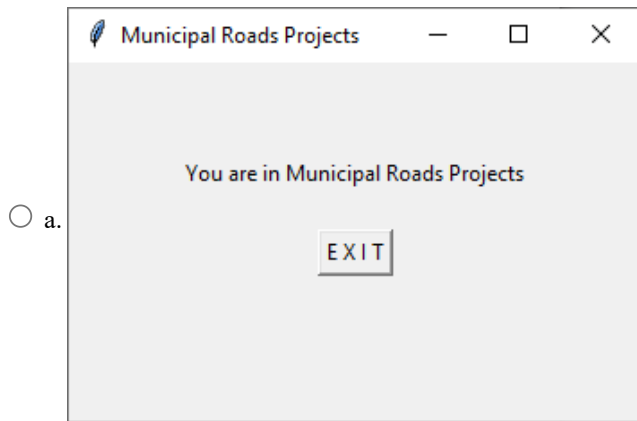 Municipal Roads Projects
You are in Municipal Roads Projects
a.
E X I T